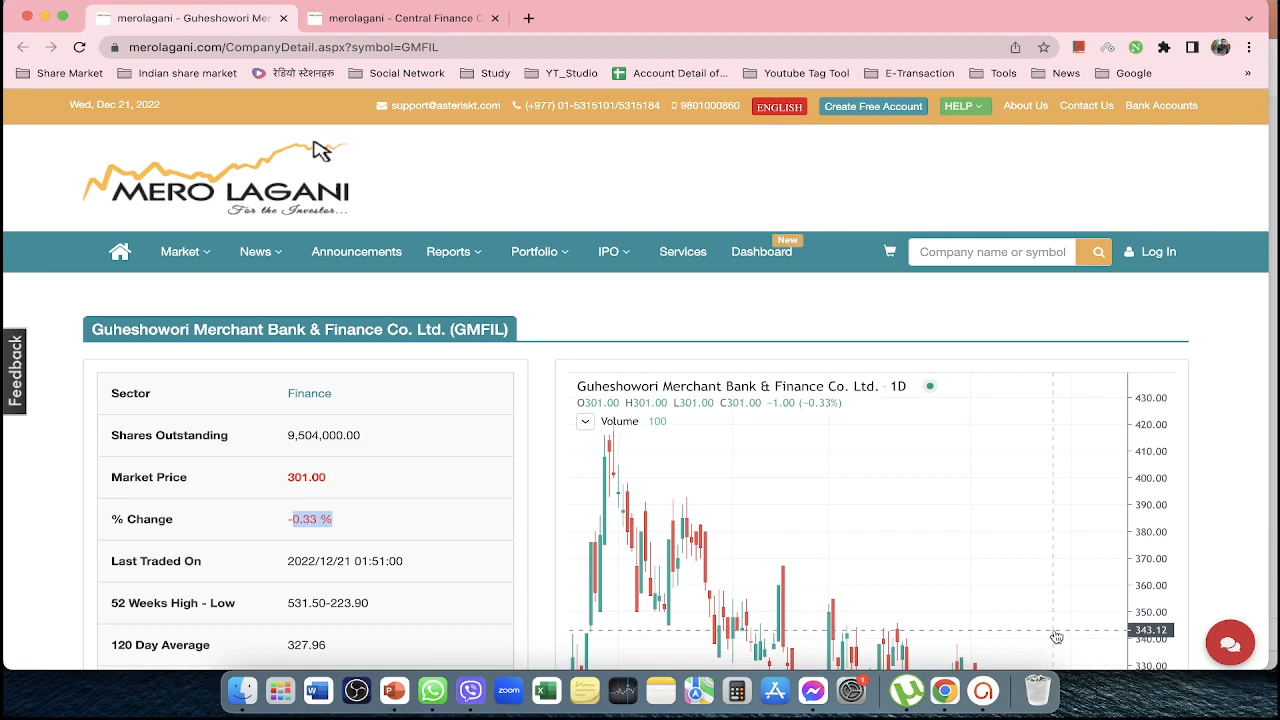 merolagani - Guheshowori Mer
merolagani - Central Finance C
merolagani.com/CompanyDetail.aspx?symbol=GMFIL
Share Market Indian share market रेडियो स्टेशनहरू Social Network Study YT_Studio Account Detail of... Youtube Tag Tool E-Transaction Tools News Google »
Wed, Dec 21, 2022 support@asteriskt.com (+977) 01-5315101/5315184 9801000860 ENGLISH Create Free Account HELP About Us Contact Us Bank Accounts
MERO LAGANI
For the Investor...
New
Market News Announcements Reports Portfolio IPO Services Dashboard Company name or symbol Log In
Feedback
Guheshowori Merchant Bank & Finance Co. Ltd. (GMFIL)
Sector Finance
Shares Outstanding 9,504,000.00
Market Price 301.00
% Change -0.33 %
Last Traded On 2022/12/21 01:51:00
52 Weeks High - Low 531.50-223.90
120 Day Average 327.96
Guheshowori Merchant Bank & Finance Co. Ltd. · 1D
O301.00 H301.00 L301.00 C301.00 −1.00 (−0.33%)
Volume 100
430.00
420.00
410.00
400.00
390.00
380.00
370.00
360.00
350.00
343.12
340.00
330.00
W
P
zoom
X
1